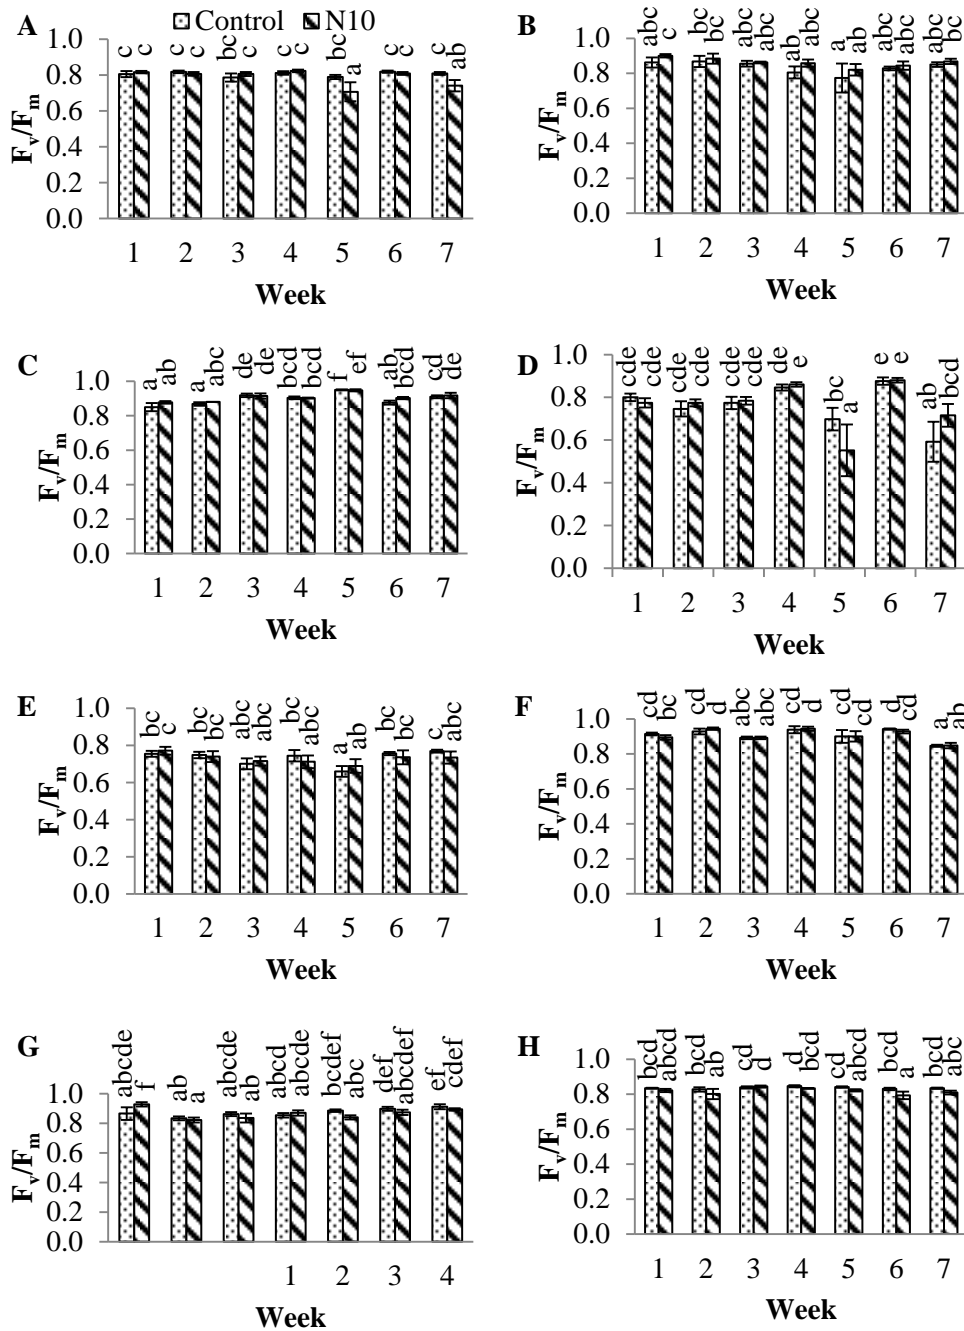 A
Control N10
c c c c bc c c c bc a c c c ab
1.0
0.8
0.6
0.4
0.2
0.0
Fv/Fm
1 2 3 4 5 6 7
Week
B
abc c bc bc abc abc ab abc a ab abc abc abc bc
1.0
0.8
0.6
0.4
0.2
0.0
Fv/Fm
1 2 3 4 5 6 7
Week
C
a ab a abc de de bcd bcd f ef ab bcd cd de
1.0
0.8
0.6
0.4
0.2
0.0
Fv/Fm
1 2 3 4 5 6 7
Week
D
cde cde cde cde cde cde de e bc a e e ab bcd
1.0
0.8
0.6
0.4
0.2
0.0
Fv/Fm
1 2 3 4 5 6 7
Week
E
bc c bc bc abc abc bc abc a ab bc bc c abc
1.0
0.8
0.6
0.4
0.2
0.0
Fv/Fm
1 2 3 4 5 6 7
Week
F
cd bc cd d abc abc cd d cd cd d cd a ab
1.0
0.8
0.6
0.4
0.2
0.0
Fv/Fm
1 2 3 4 5 6 7
Week
G
abcde f ab a abcde ab abcd abcde bcdef abc def abcdef ef cdef
1.0
0.8
0.6
0.4
0.2
0.0
Fv/Fm
1 2 3 4
Week
H
bcd abcd bcd ab cd d d bcd cd abcd bcd a bcd abc
1.0
0.8
0.6
0.4
0.2
0.0
Fv/Fm
1 2 3 4 5 6 7
Week